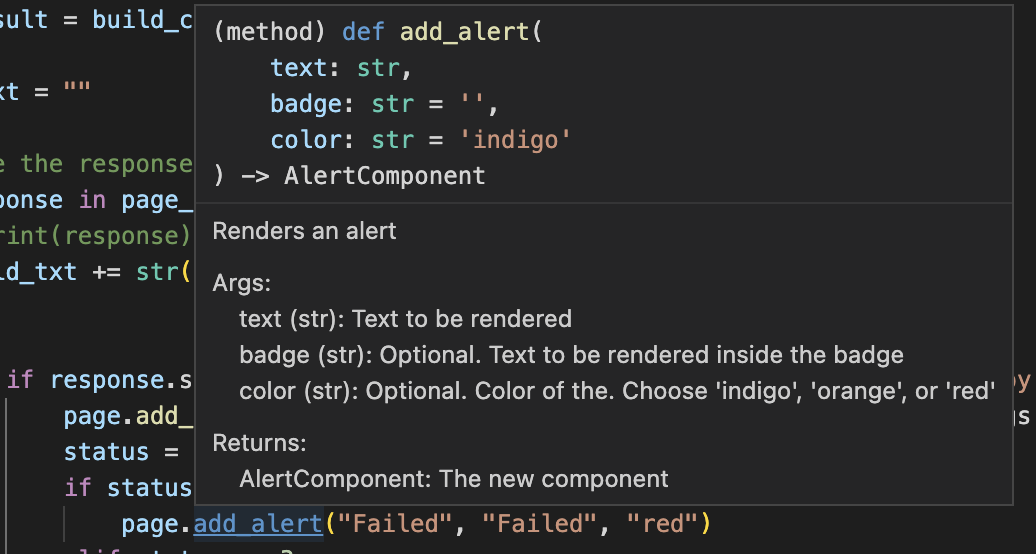 (method) def add_alert(
text: str,
badge: str = '',
color: str = 'indigo'
) -> AlertComponent
Renders an alert
Args:
text (str): Text to be rendered
badge (str): Optional. Text to be rendered inside the badge
color (str): Optional. Color of the. Choose 'indigo', 'orange', or 'red'
Returns:
AlertComponent: The new component
sult = build_c
xt = ""
e the response
ponse in page_
rint(response)
ld_txt += str(
if response.s
page.add_
status =
if status
page.add_alert("Failed", "Failed", "red")